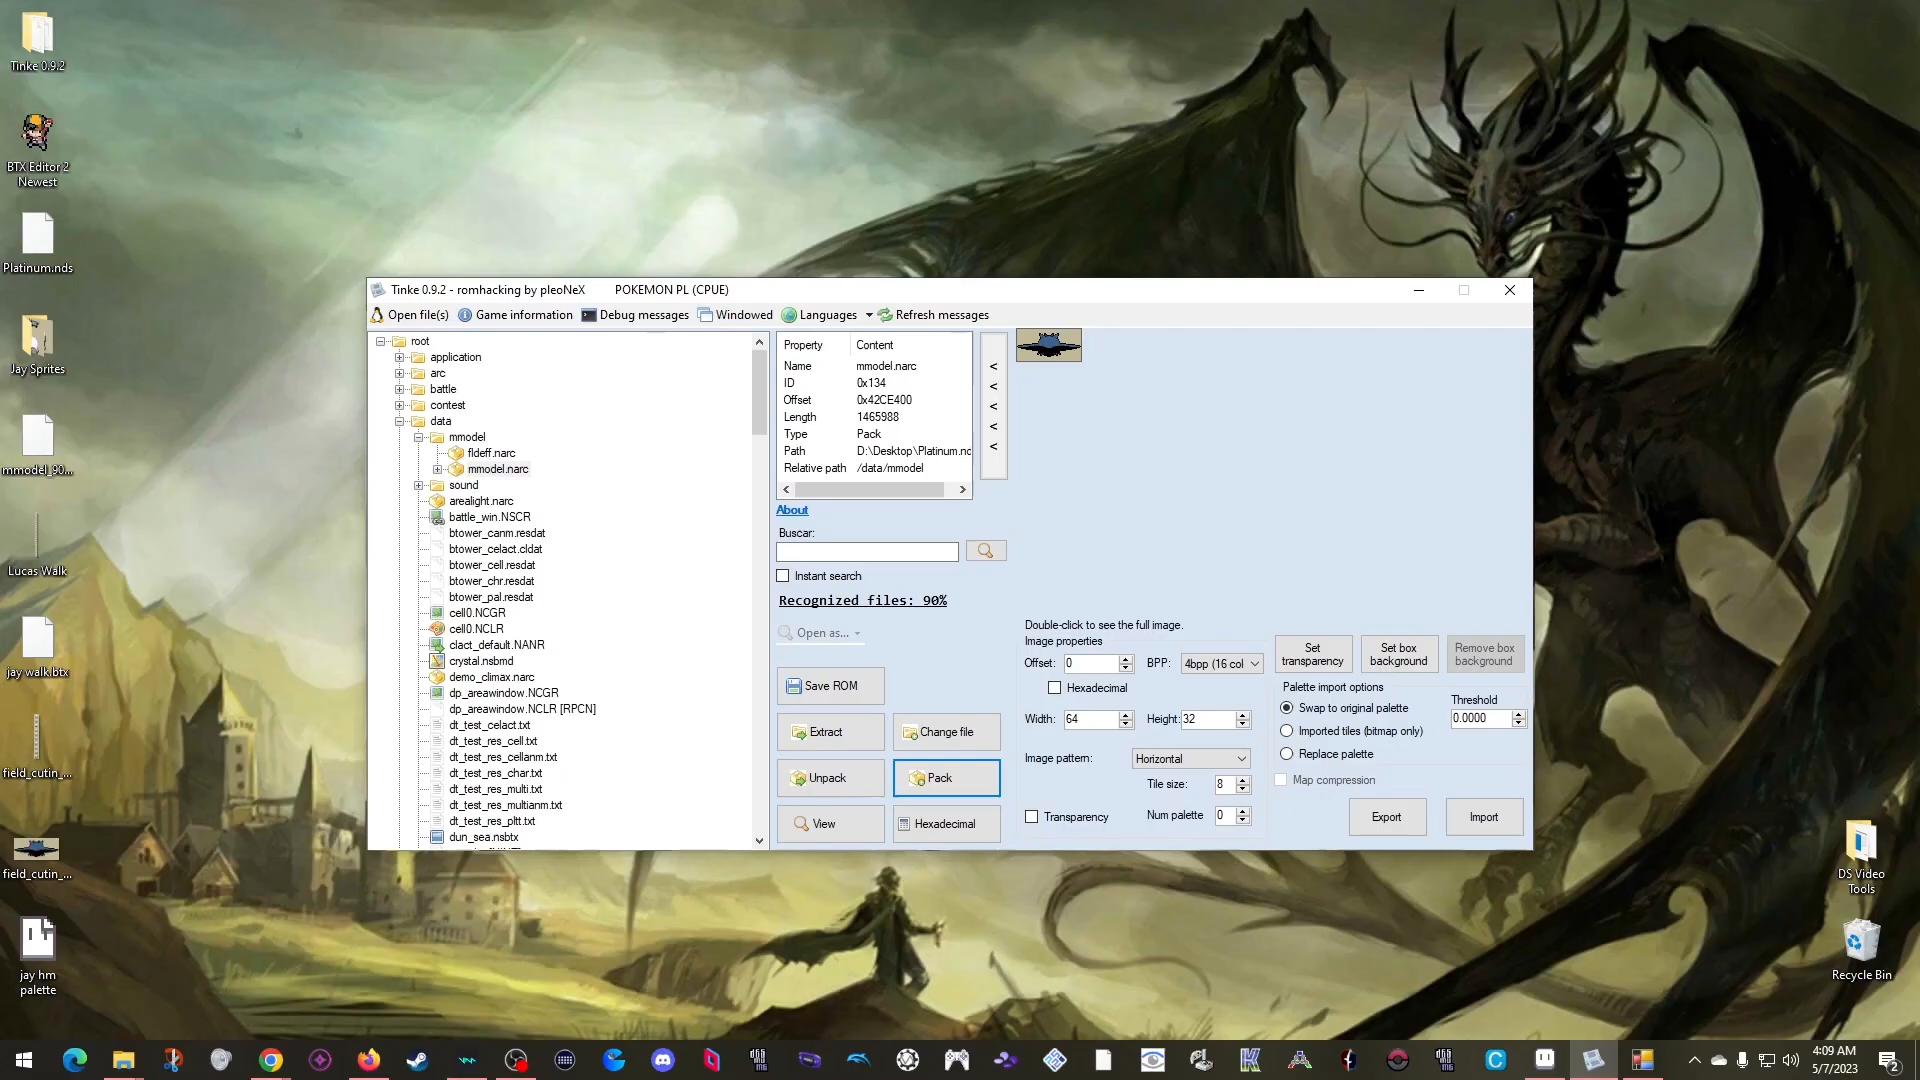 Tinke 0.9.2
BTX Editor 2
Newest
Platinum.nds
Jay Sprites
mmodel_90...
Lucas Walk
jay walk.btx
field_cutin_...
field_cutin_...
jay hm
palette
Tinke 0.9.2 - romhacking by pleoNeX POKEMON PL (CPUE)
Open file(s) Game information Debug messages Windowed Languages Refresh messages
root
application
arc
battle
contest
data
mmodel
fldeff.narc
mmodel.narc
sound
arealight.narc
battle_win.NSCR
btower_canm.resdat
btower_celact.cldat
btower_cell.resdat
btower_chr.resdat
btower_pal.resdat
cell0.NCGR
cell0.NCLR
clact_default.NANR
crystal.nsbmd
demo_climax.narc
dp_areawindow.NCGR
dp_areawindow.NCLR [RPCN]
dt_test_celact.txt
dt_test_res_cell.txt
dt_test_res_cellanm.txt
dt_test_res_char.txt
dt_test_res_multi.txt
dt_test_res_multianm.txt
dt_test_res_pltt.txt
dun_sea.nsbtx
Property Content
Name mmodel.narc
ID 0x134
Offset 0x42CE400
Length 1465988
Type Pack
Path D:\Desktop\Platinum.nd
Relative path /data/mmodel
<
<
<
<
<
About
Buscar:
Instant search
Recognized files: 90%
Open as...
Save ROM
Extract Change file
Unpack Pack
View Hexadecimal
Double-click to see the full image.
Image properties
Offset: 0 BPP: 4bpp (16 col
Hexadecimal
Width: 64 Height: 32
Image pattern: Horizontal
Tile size: 8
Transparency Num palette 0
Set
transparency
Set box
background
Remove box
background
Palette import options
Swap to original palette
Imported tiles (bitmap only)
Replace palette
Threshold
0.0000
Map compression
Export Import
DS Video
Tools
Recycle Bin
4:09 AM
5/7/2023
2